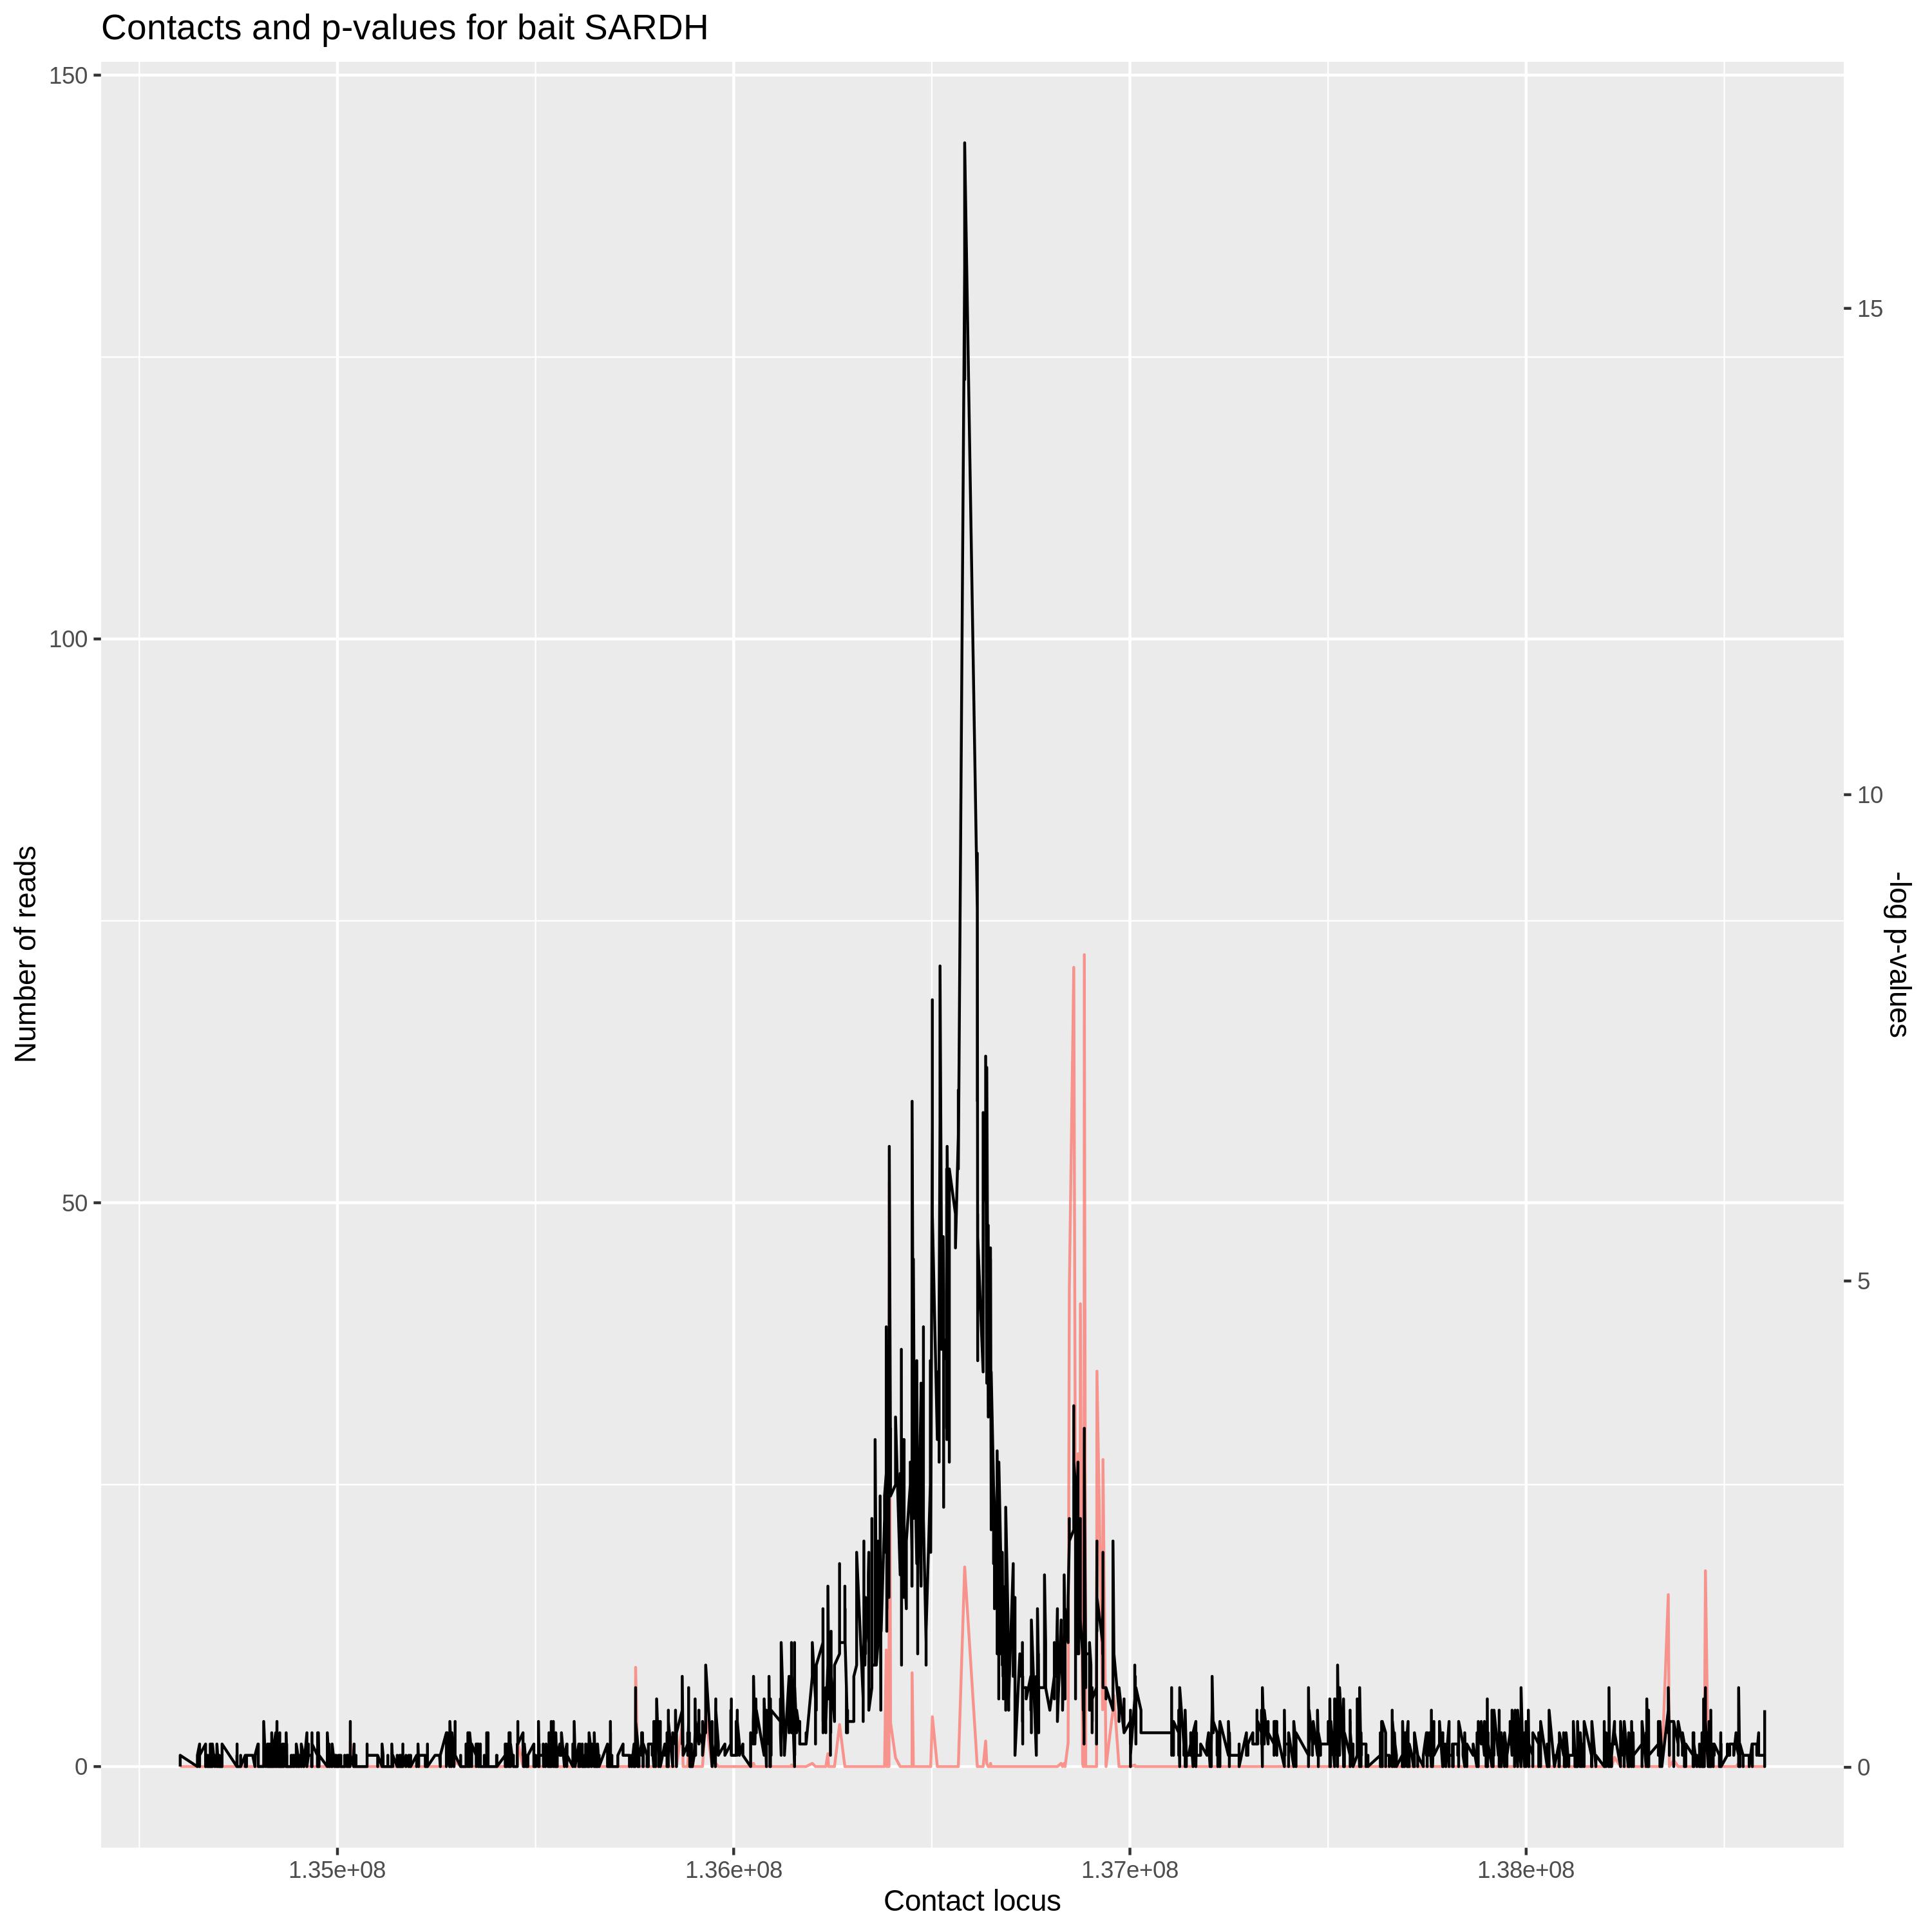 Contacts and p-values for bait SARDH
150
100
50
0
Number of reads
15
10
5
0
-log p-values
1.35e+08
1.36e+08
1.37e+08
1.38e+08
Contact locus